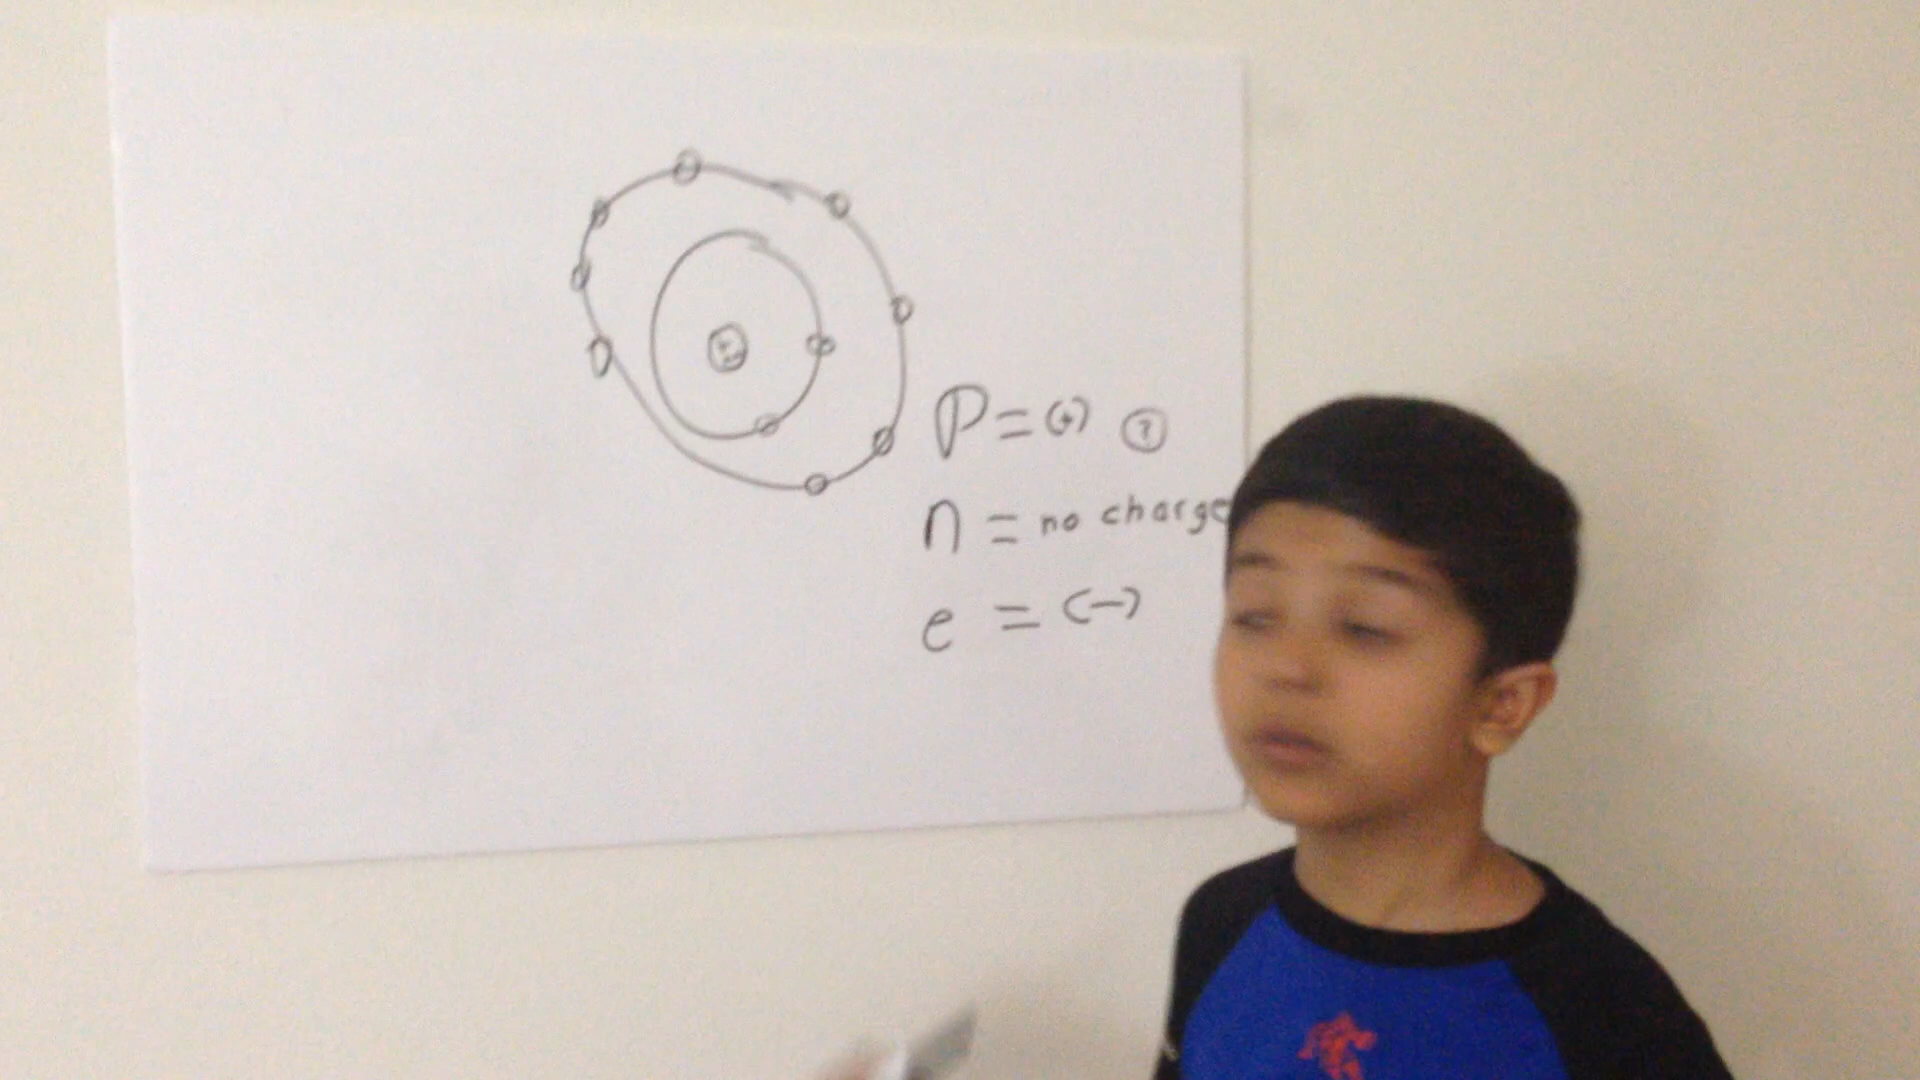 P = (+) +
n = no charge
e = (-)